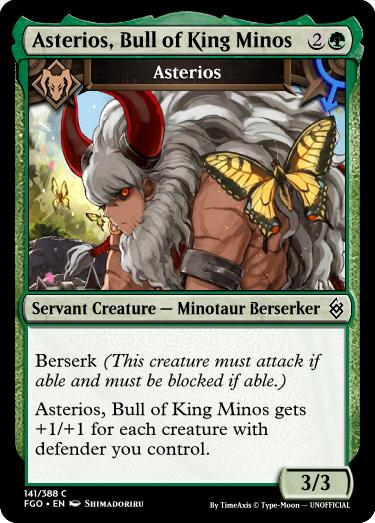 Asterios, Bull of King Minos 2
Asterios
Servant Creature — Minotaur Berserker
Berserk (This creature must attack if
able and must be blocked if able.)
Asterios, Bull of King Minos gets
+1/+1 for each creature with
defender you control.
3/3
141/388 C
FGO • EN SHIMADORIRU
By TimeAxis © Type-Moon — UNOFFICIAL